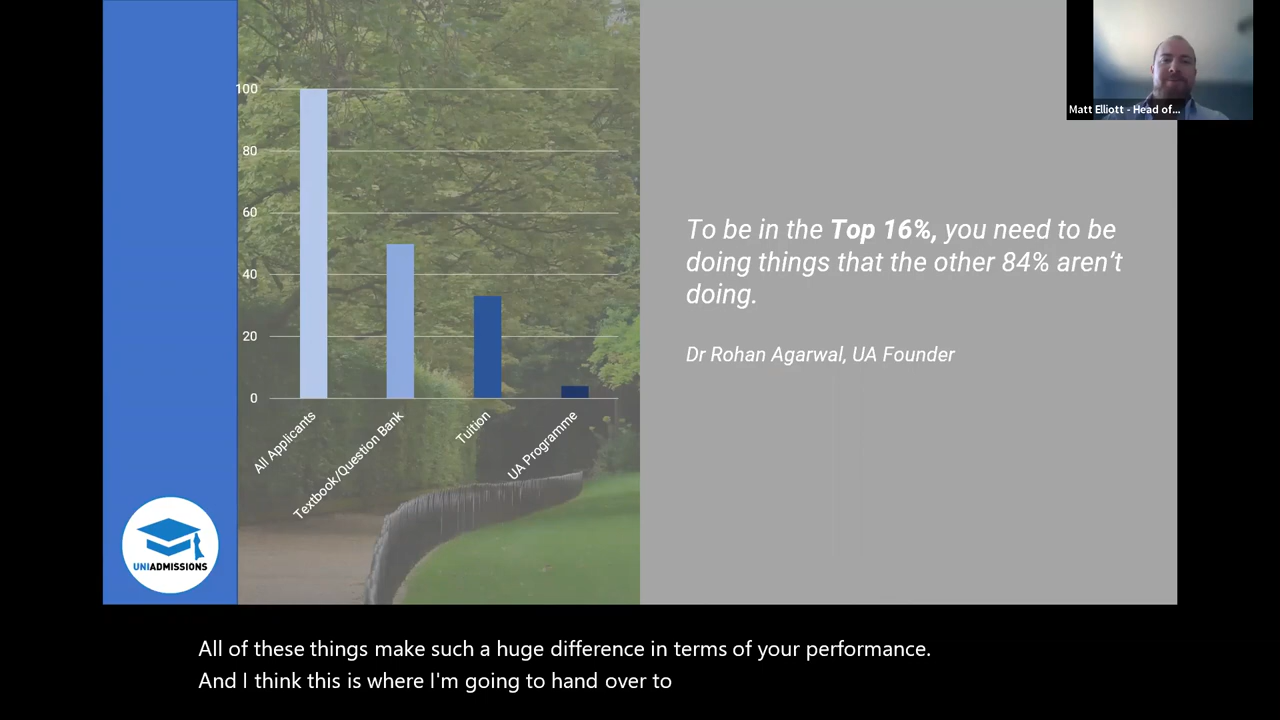 100
80
60
40
20
0
All Applicants
Textbook/Question Bank
Tuition
UA Programme
UNIADMISSIONS
To be in the Top 16%, you need to be
doing things that the other 84% aren’t
doing.
Dr Rohan Agarwal, UA Founder
Matt Elliott - Head of...
All of these things make such a huge difference in terms of your performance.
And I think this is where I'm going to hand over to